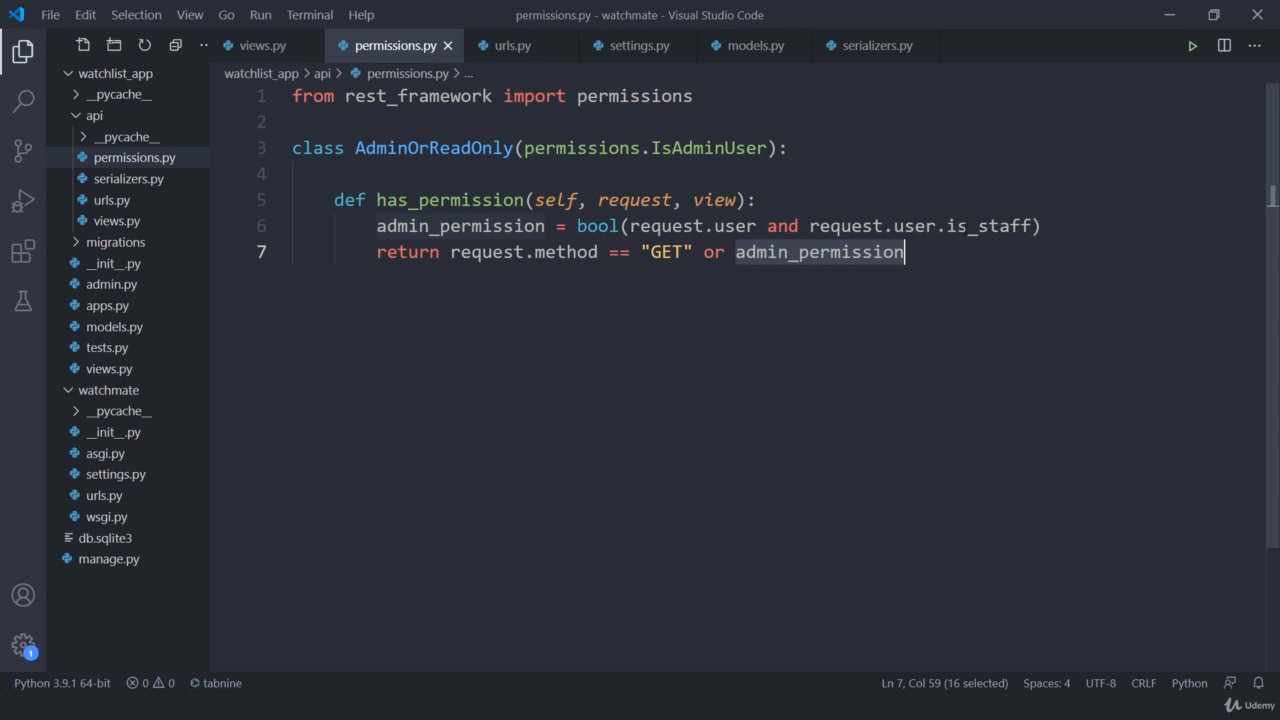 File Edit Selection View Go Run Terminal Help
permissions.py - watchmate - Visual Studio Code
views.py
permissions.py
urls.py
settings.py
models.py
serializers.py
watchlist_app > api > permissions.py > ...
watchlist_app
__pycache__
api
__pycache__
permissions.py
serializers.py
urls.py
views.py
migrations
__init__.py
admin.py
apps.py
models.py
tests.py
views.py
watchmate
__pycache__
__init__.py
asgi.py
settings.py
urls.py
wsgi.py
db.sqlite3
manage.py
1 from rest_framework import permissions
2
3 class AdminOrReadOnly(permissions.IsAdminUser):
4
5 def has_permission(self, request, view):
6 admin_permission = bool(request.user and request.user.is_staff)
7 return request.method == "GET" or admin_permission
1
Python 3.9.1 64-bit 0 0 tabnine
Ln 7, Col 59 (16 selected) Spaces: 4 UTF-8 CRLF Python
Udemy